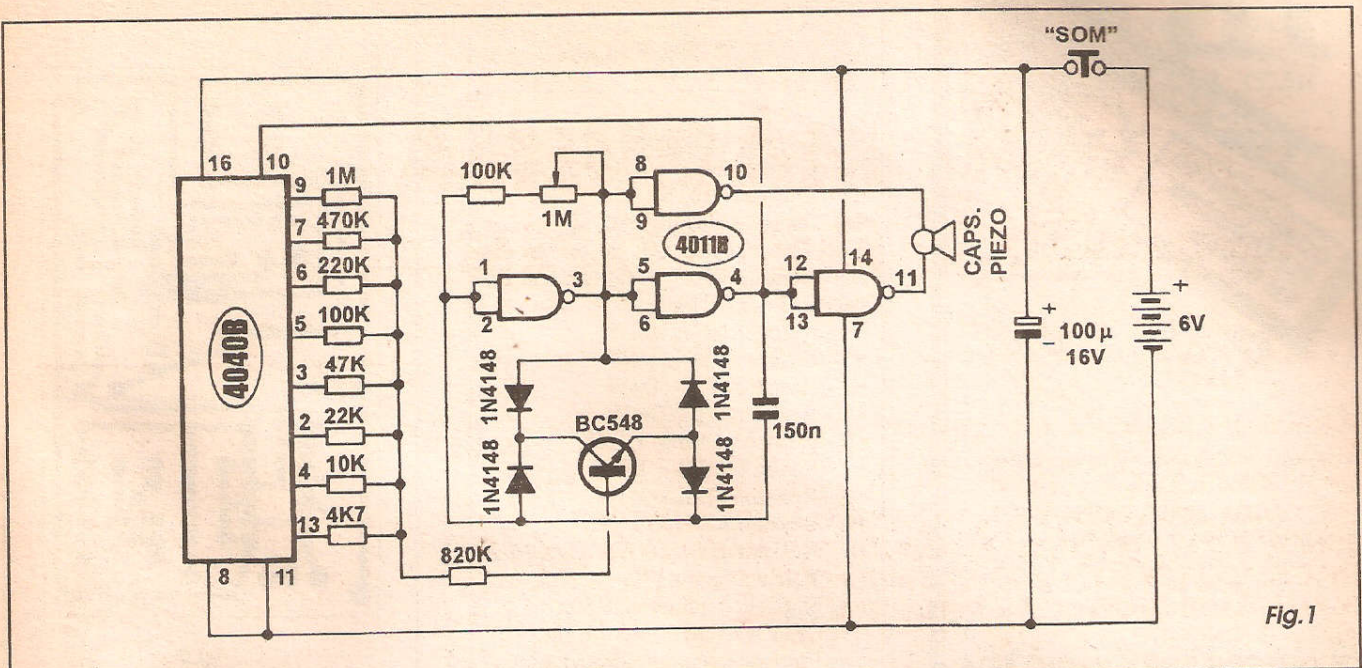 "SOM"
16
10
9
1M
7
470K
6
220K
5
100K
3
47K
2
22K
4
10K
13
4K7
8
11
4040B
820K
100K
1M
8
9
10
4011B
1
2
3
5
6
4
12
13
14
7
11
CAPS.
PIEZO
1N4148
1N4148
1N4148
1N4148
BC548
150n
+
-
100µ
16V
+
6V
Fig.1